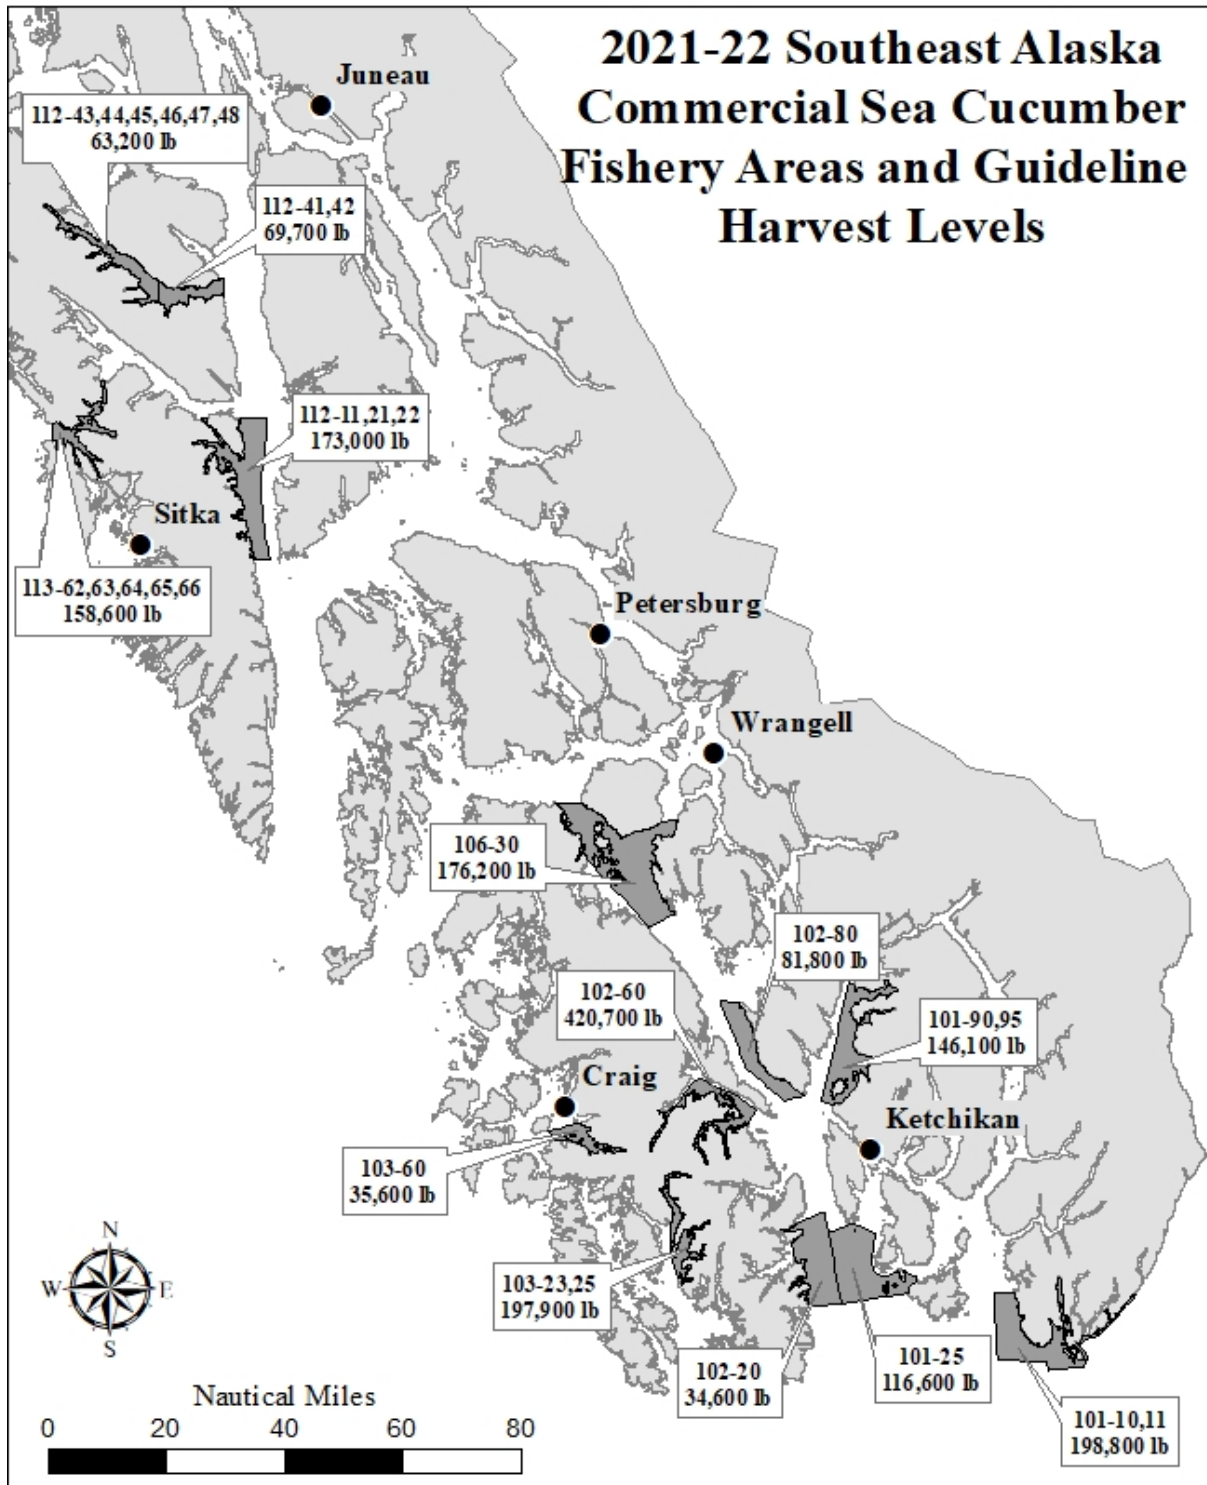 2021-22 Southeast Alaska
Commercial Sea Cucumber
Fishery Areas and Guideline
Harvest Levels
Juneau
112-43,44,45,46,47,48
63,200 lb
112-41,42
69,700 lb
112-11,21,22
173,000 lb
Sitka
113-62,63,64,65,66
158,600 lb
Petersburg
Wrangell
106-30
176,200 lb
102-80
81,800 lb
102-60
420,700 lb
101-90,95
146,100 lb
Craig
Ketchikan
103-60
35,600 lb
103-23,25
197,900 lb
102-20
34,600 lb
101-25
116,600 lb
101-10,11
198,800 lb
N
W E
S
Nautical Miles
0 20 40 60 80